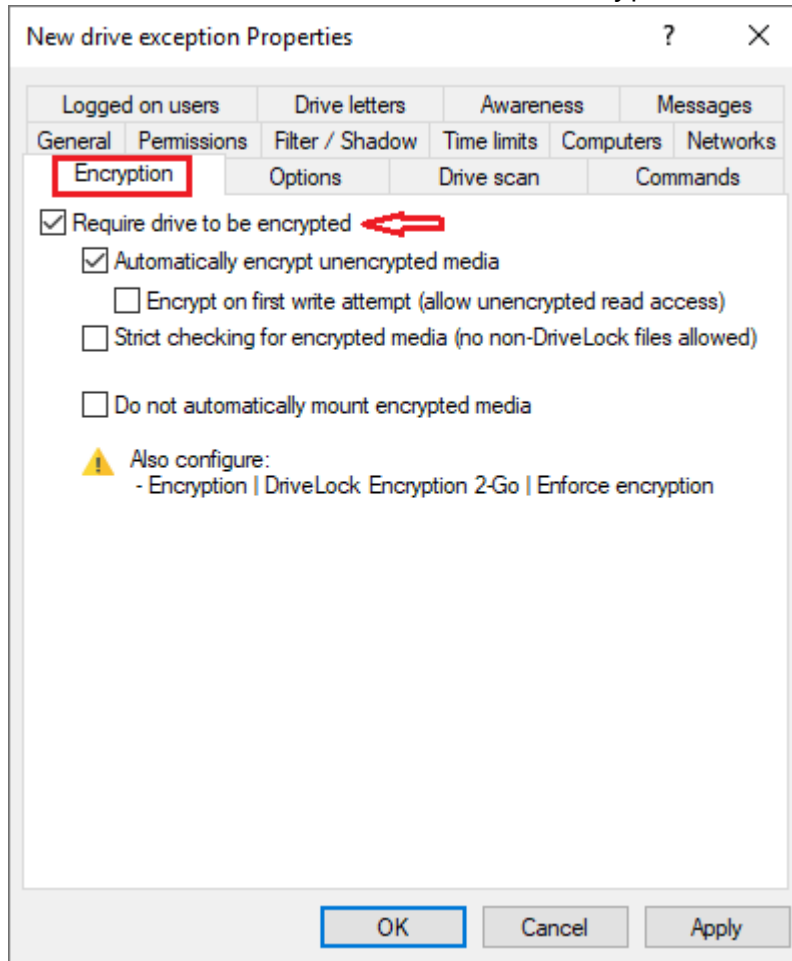 New drive exception Properties ? ×
Logged on users Drive letters Awareness Messages
General Permissions Filter / Shadow Time limits Computers Networks
Encryption Options Drive scan Commands
Require drive to be encrypted
Automatically encrypt unencrypted media
Encrypt on first write attempt (allow unencrypted read access)
Strict checking for encrypted media (no non-DriveLock files allowed)
Do not automatically mount encrypted media
Also configure:
- Encryption | DriveLock Encryption 2-Go | Enforce encryption
OK Cancel Apply